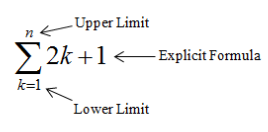 Upper Limit
n
∑ 2k + 1 Explicit Formula
k=1
Lower Limit